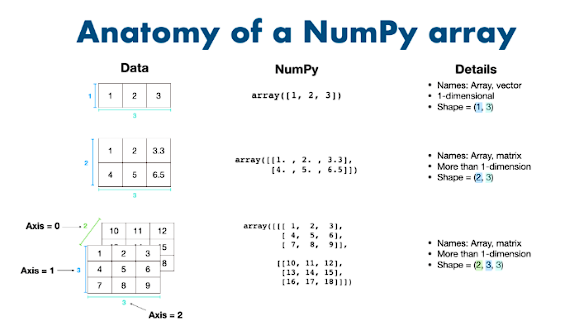 Anatomy of a NumPy array
Data NumPy Details
1
1 2 3
3
array([1, 2, 3])
• Names: Array, vector
• 1-dimensional
• Shape = (1, 3)
2
1 2 3.3
4 5 6.5
3
array([[1. , 2. , 3.3],
[4. , 5. , 6.5]])
• Names: Array, matrix
• More than 1-dimension
• Shape = (2, 3)
Axis = 0
2
10 11 12
5
8
Axis = 1
3
1 2 3
4 5 6
7 8 9
3
Axis = 2
array([[[ 1, 2, 3],
[ 4, 5, 6],
[ 7, 8, 9]],
[[10, 11, 12],
[13, 14, 15],
[16, 17, 18]]])
• Names: Array, matrix
• More than 1-dimension
• Shape = (2, 3, 3)